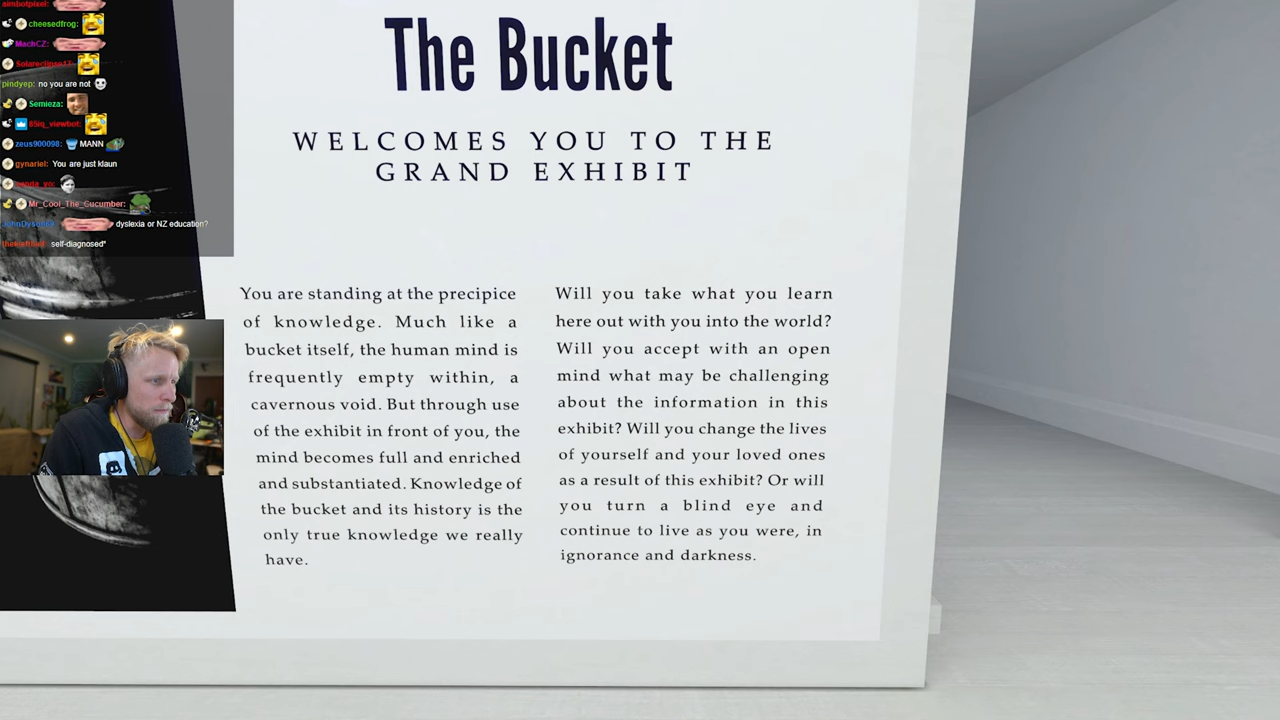 aimbotpixel:
cheesedfrog:
MachCZ:
pindyep: no you are not
Semieza:
85iq_viewbot:
zeus900098: MANN
gynariel: You are just klaun
Mr_Cool_The_Cucumber:
dyslexia or NZ education?
self-diagnosed*
The Bucket
WELCOMES YOU TO THE
GRAND EXHIBIT
You are standing at the precipice
of knowledge. Much like a
bucket itself, the human mind is
frequently empty within, a
cavernous void. But through use
of the exhibit in front of you, the
mind becomes full and enriched
and substantiated. Knowledge of
the bucket and its history is the
only true knowledge we really
have.
Will you take what you learn
here out with you into the world?
Will you accept with an open
mind what may be challenging
about the information in this
exhibit? Will you change the lives
of yourself and your loved ones
as a result of this exhibit? Or will
you turn a blind eye and
continue to live as you were, in
ignorance and darkness.